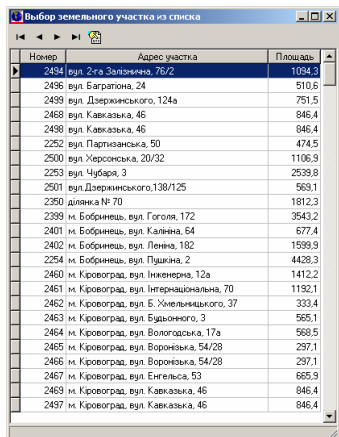 Выбор земельного участка из списка
Номер Адрес участка Площадь
2494 вул. 2-га Залізнична, 76/2 1094,3
2496 вул. Багратіона, 24 510,6
2499 вул. Дзержинського, 124а 751,5
2468 вул. Кавказька, 46 846,4
2498 вул. Кавказька, 46 846,4
2252 вул. Партизанська, 50 474,5
2500 вул. Херсонська, 20/32 1106,9
2253 вул. Чубаря, 3 2539,8
2501 вул.Дзержинського,138/125 569,1
2350 ділянка № 70 1812,3
2399 м. Бобринець, вул. Гоголя, 172 3543,2
2401 м. Бобринець, вул. Калініна, 64 677,4
2402 м. Бобринець, вул. Леніна, 182 1599,9
2254 м. Бобринець, вул. Пушкіна, 2 4428,3
2460 м. Кіровоград, вул. Інженерна, 12а 1412,2
2461 м. Кіровоград, вул. Інтернаціональна, 70 1192,1
2462 м. Кіровоград, вул. Б. Хмельницького, 37 333,4
2463 м. Кіровоград, вул. Будьонного, 3 565,1
2464 м. Кіровоград, вул. Вологодська, 17а 568,5
2465 м. Кіровоград, вул. Воронізька, 54/28 297,1
2466 м. Кіровоград, вул. Воронізька, 54/28 297,1
2467 м. Кіровоград, вул. Енгельса, 53 665,9
2469 м. Кіровоград, вул. Кавказька, 46 846,4
2497 м. Кіровоград, вул. Кавказька, 46 846,4